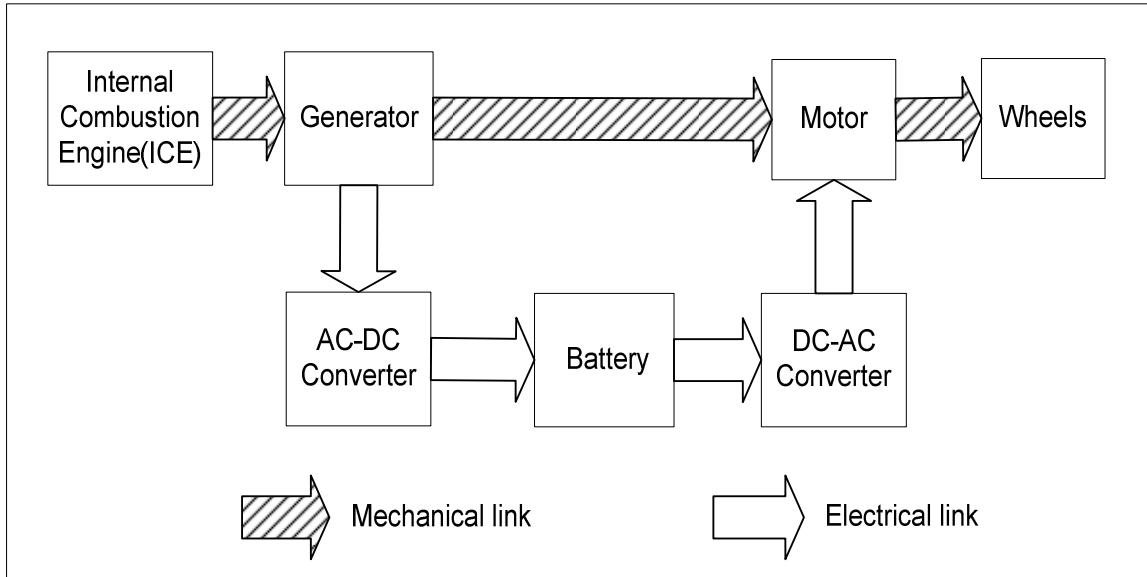 Internal
Combustion
Engine(ICE)
Generator
Motor
Wheels
AC-DC
Converter
Battery
DC-AC
Converter
Mechanical link
Electrical link